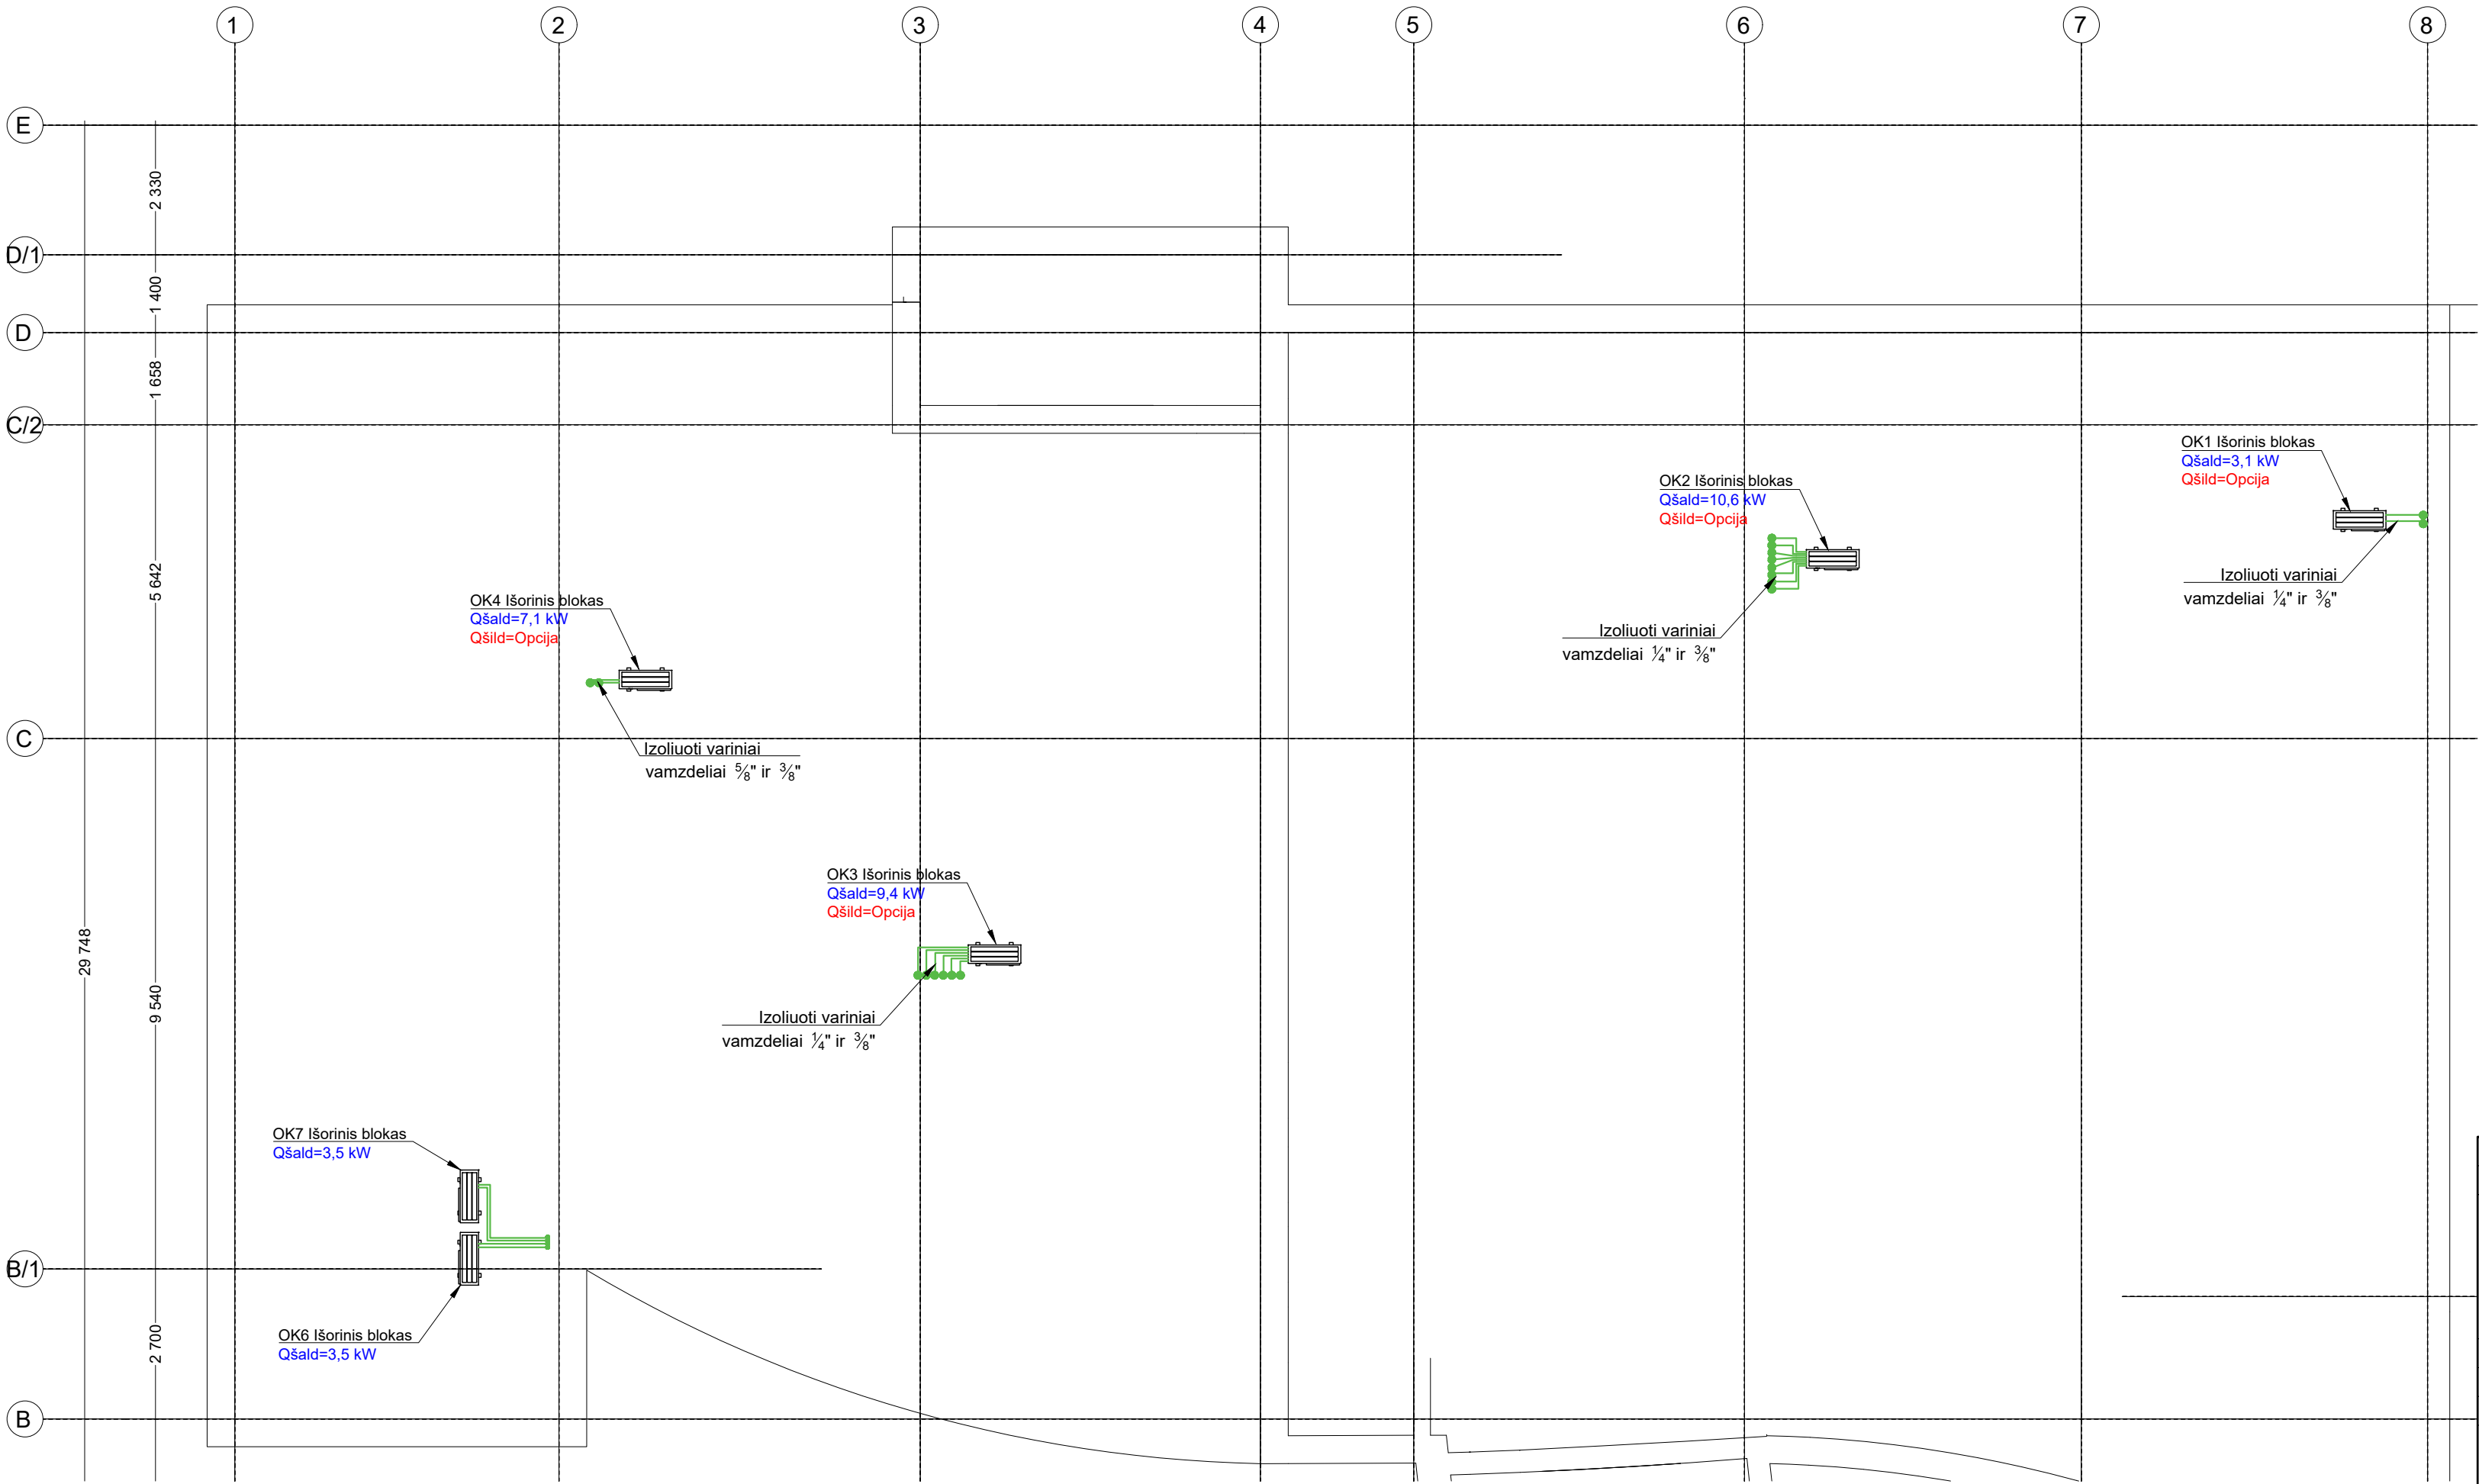 1
2
3
4
5
6
7
8
E
2 330
D/1
1 400
D
1 658
C/2
OK1 Išorinis blokas
Qšald=3,1 kW
Qšild=Opcija
OK2 Išorinis blokas
Qšald=10,6 kW
Qšild=Opcija
5 642
Izoliuoti variniai
vamzdeliai 1/4" ir 3/8"
OK4 Išorinis blokas
Qšald=7,1 kW
Qšild=Opcija
Izoliuoti variniai
vamzdeliai 1/4" ir 3/8"
C
Izoliuoti variniai
vamzdeliai 5/8" ir 3/8"
OK3 Išorinis blokas
Qšald=9,4 kW
Qšild=Opcija
29 748
9 540
Izoliuoti variniai
vamzdeliai 1/4" ir 3/8"
OK7 Išorinis blokas
Qšald=3,5 kW
B/1
OK6 Išorinis blokas
Qšald=3,5 kW
2 700
B